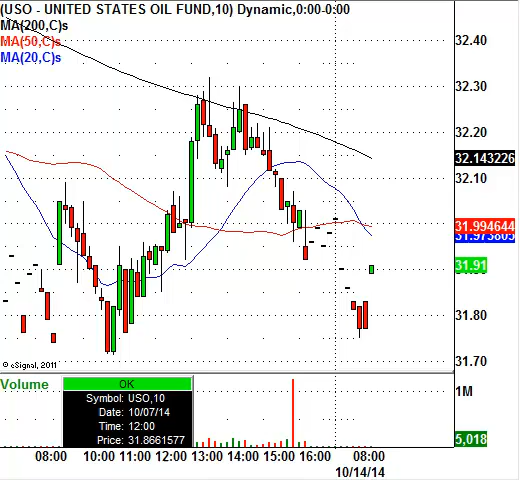 (USO - UNITED STATES OIL FUND,10) Dynamic,0:00-0:00
MA(200,C)s
MA(50,C)s
MA(20,C)s
32.40
32.30
32.20
32.143226
32.10
31.994644
31.973803
31.91
31.80
31.70
© eSignal, 2011
Volume
OK
Symbol: USO,10
Date: 10/07/14
Time: 12:00
Price: 31.8661577
1M
5,018
08:00 10:00 11:00 12:00 13:00 14:00 15:00 16:00 08:00
10/14/14